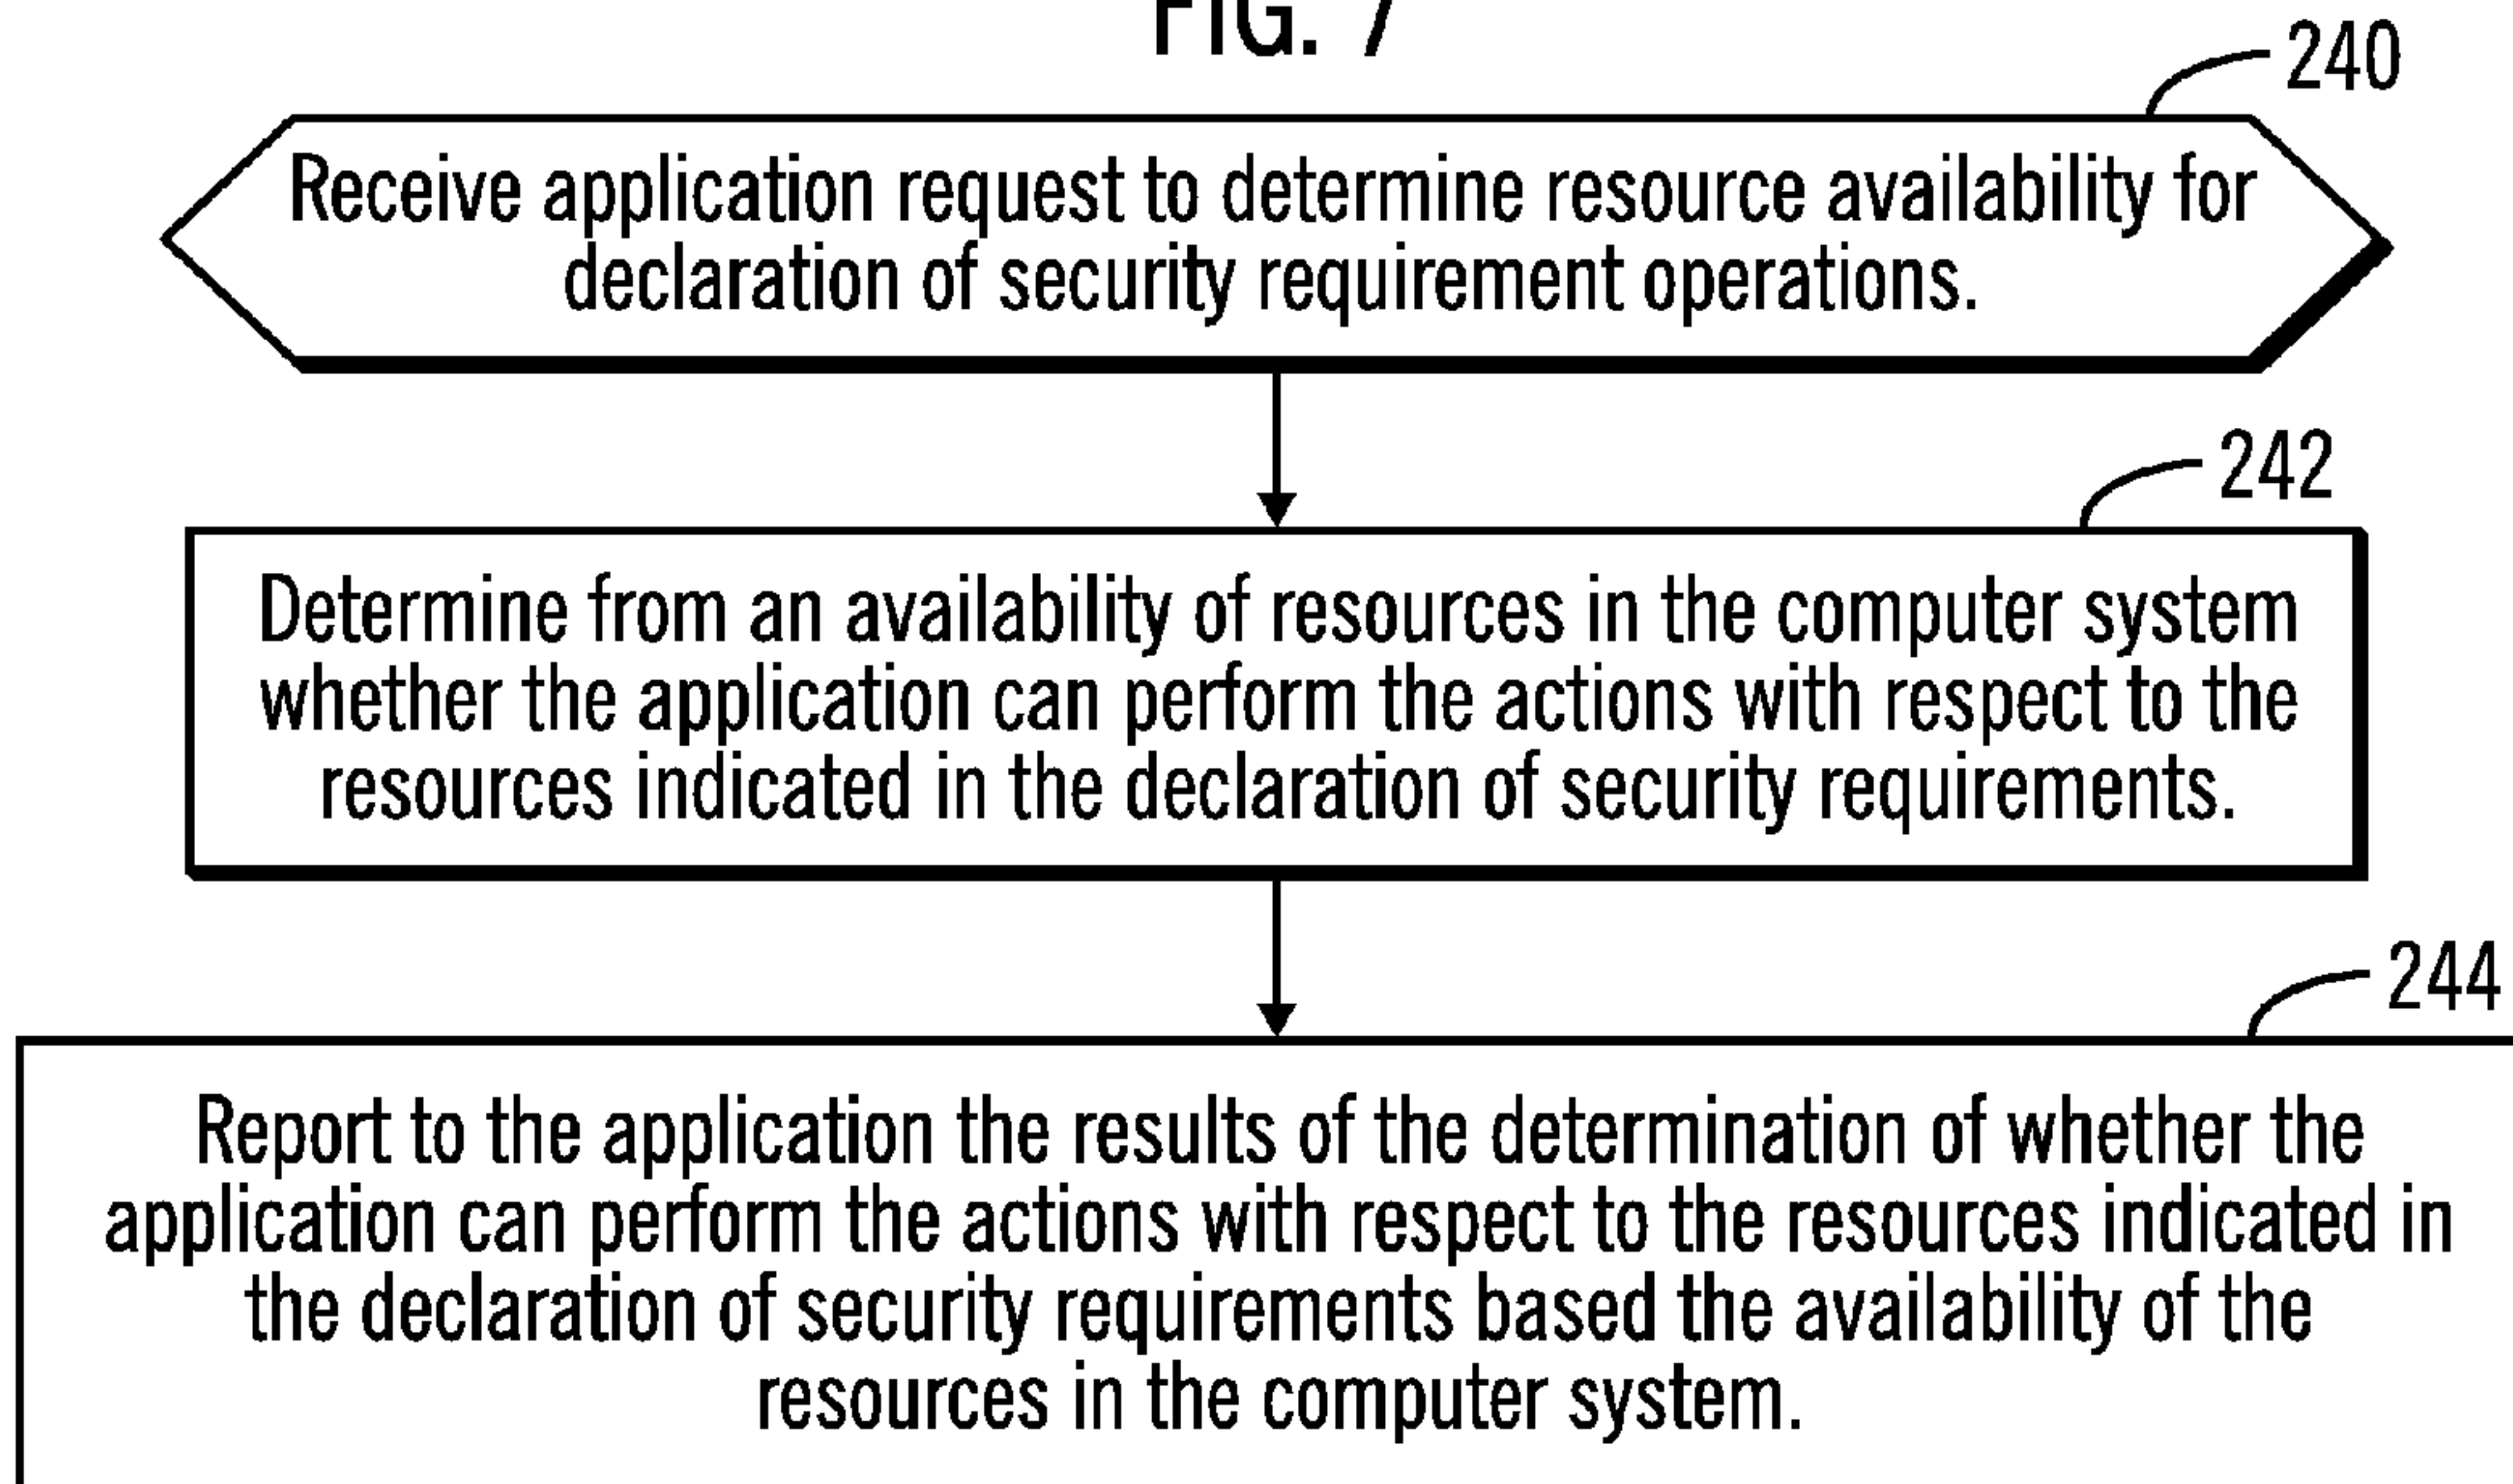 FIG. 7
240
Receive application request to determine resource availability for
declaration of security requirement operations.
242
Determine from an availability of resources in the computer system
whether the application can perform the actions with respect to the
resources indicated in the declaration of security requirements.
244
Report to the application the results of the determination of whether the
application can perform the actions with respect to the resources indicated in
the declaration of security requirements based the availability of the
resources in the computer system.